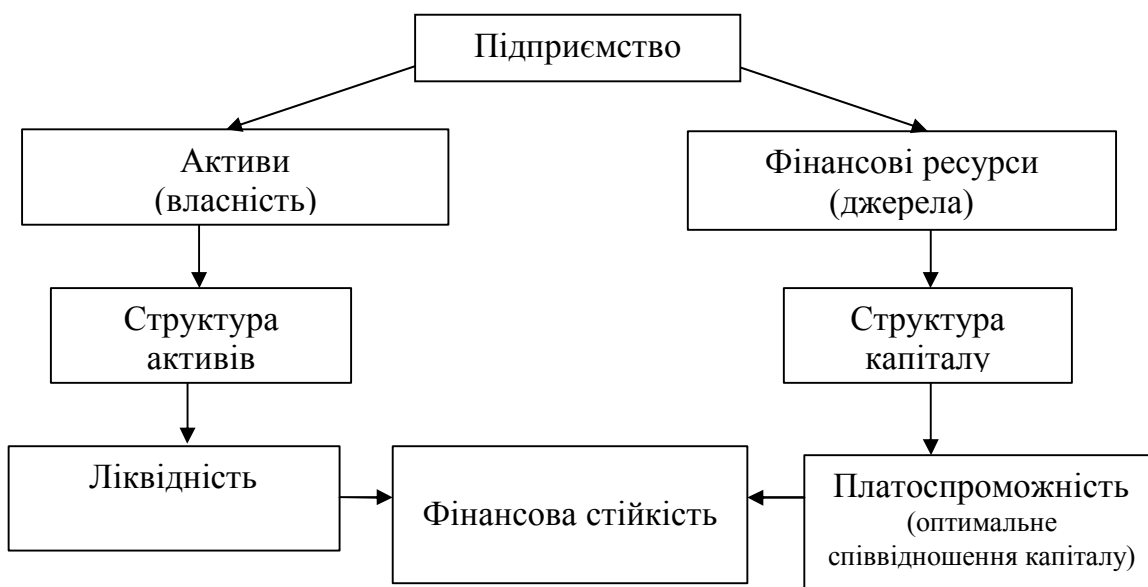 Підприємство
Активи
(власність)
Фінансові ресурси
(джерела)
Структура
активів
Структура
капіталу
Ліквідність
Фінансова стійкість
Платоспроможність
(оптимальне
співвідношення капіталу)